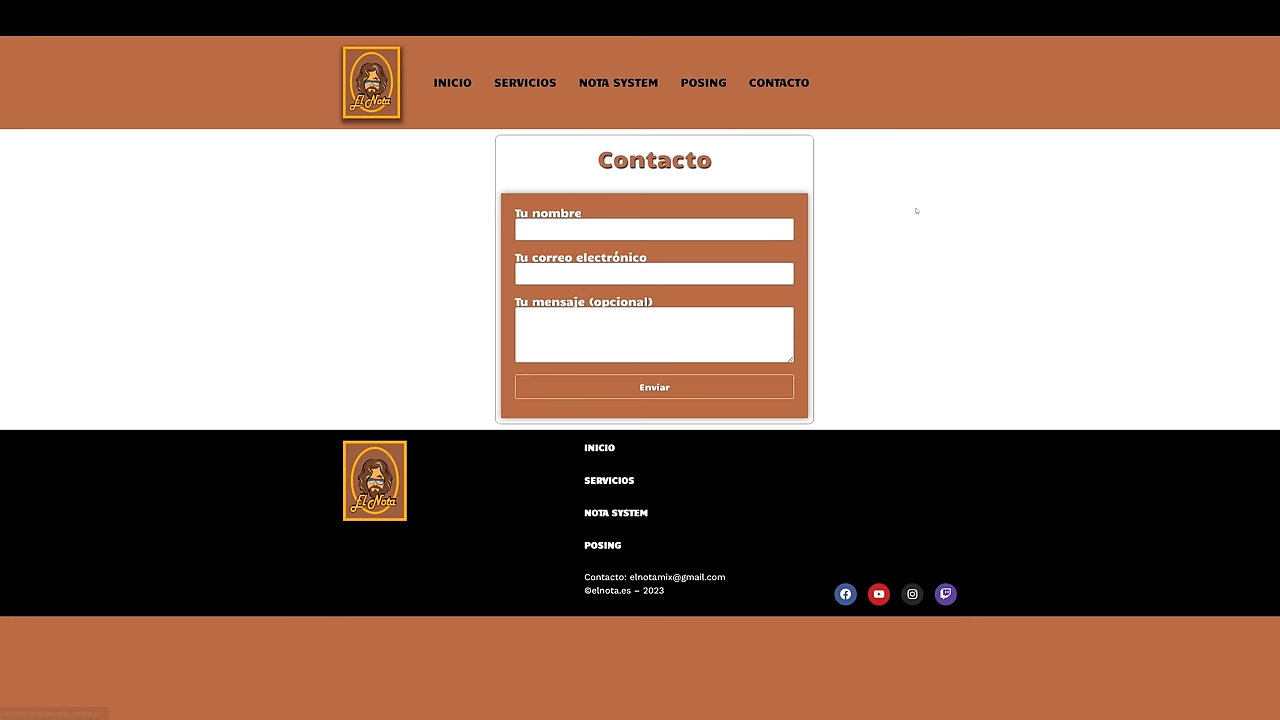 El Nota
INICIO
SERVICIOS
NOTA SYSTEM
POSING
CONTACTO
Contacto
Tu nombre
Tu correo electrónico
Tu mensaje (opcional)
Enviar
El Nota
INICIO
SERVICIOS
NOTA SYSTEM
POSING
Contacto: elnotamix@gmail.com
©elnota.es – 2023